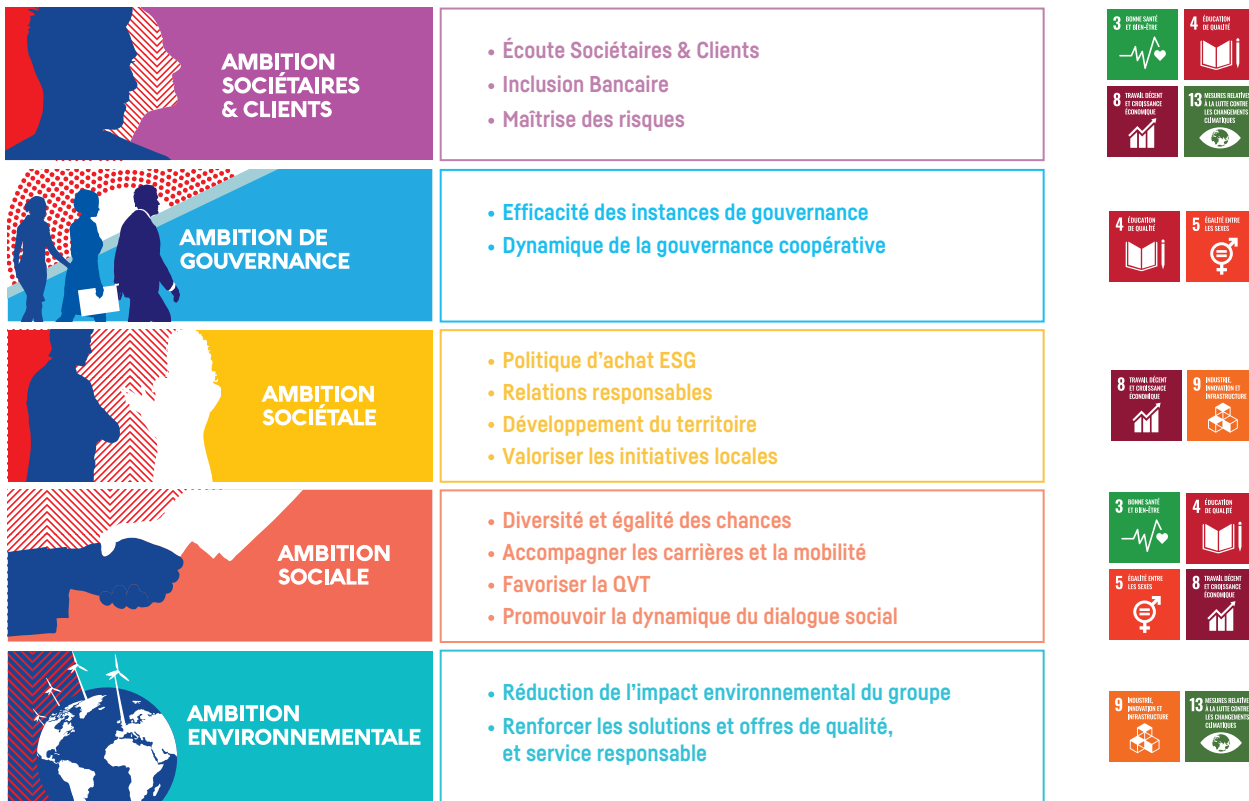 AMBITION
SOCIÉTAIRES
& CLIENTS
• Écoute Sociétaires & Clients
• Inclusion Bancaire
• Maîtrise des risques
3 BONNE SANTÉ
ET BIEN-ÊTRE
4 ÉDUCATION
DE QUALITÉ
8 TRAVAIL DÉCENT
ET CROISSANCE
ÉCONOMIQUE
13 MESURES RELATIVES
À LA LUTTE CONTRE
LES CHANGEMENTS
CLIMATIQUES
AMBITION DE
GOUVERNANCE
• Efficacité des instances de gouvernance
• Dynamique de la gouvernance coopérative
4 ÉDUCATION
DE QUALITÉ
5 ÉGALITÉ ENTRE
LES SEXES
AMBITION
SOCIÉTALE
• Politique d'achat ESG
• Relations responsables
• Développement du territoire
• Valoriser les initiatives locales
8 TRAVAIL DÉCENT
ET CROISSANCE
ÉCONOMIQUE
9 INDUSTRIE,
INNOVATION ET
INFRASTRUCTURE
AMBITION
SOCIALE
• Diversité et égalité des chances
• Accompagner les carrières et la mobilité
• Favoriser la QVT
• Promouvoir la dynamique du dialogue social
3 BONNE SANTÉ
ET BIEN-ÊTRE
4 ÉDUCATION
DE QUALITÉ
5 ÉGALITÉ ENTRE
LES SEXES
8 TRAVAIL DÉCENT
ET CROISSANCE
ÉCONOMIQUE
AMBITION
ENVIRONNEMENTALE
• Réduction de l'impact environnemental du groupe
• Renforcer les solutions et offres de qualité,
et service responsable
9 INDUSTRIE,
INNOVATION ET
INFRASTRUCTURE
13 MESURES RELATIVES
À LA LUTTE CONTRE
LES CHANGEMENTS
CLIMATIQUES